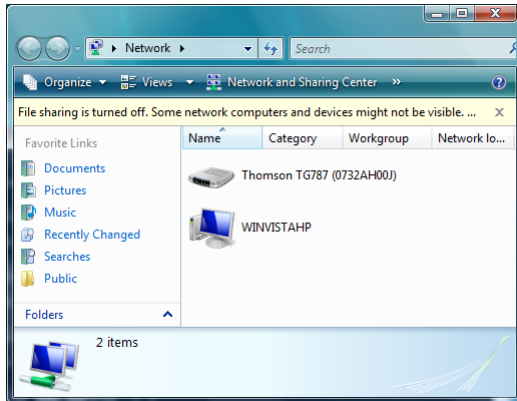 Network
Search
Organize Views Network and Sharing Center »
File sharing is turned off. Some network computers and devices might not be visible. ... x
Favorite Links
Name Category Workgroup Network lo...
Documents
Thomson TG787 (0732AH00J)
Pictures
Music
WINVISTAHP
Recently Changed
Searches
Public
Folders
2 items